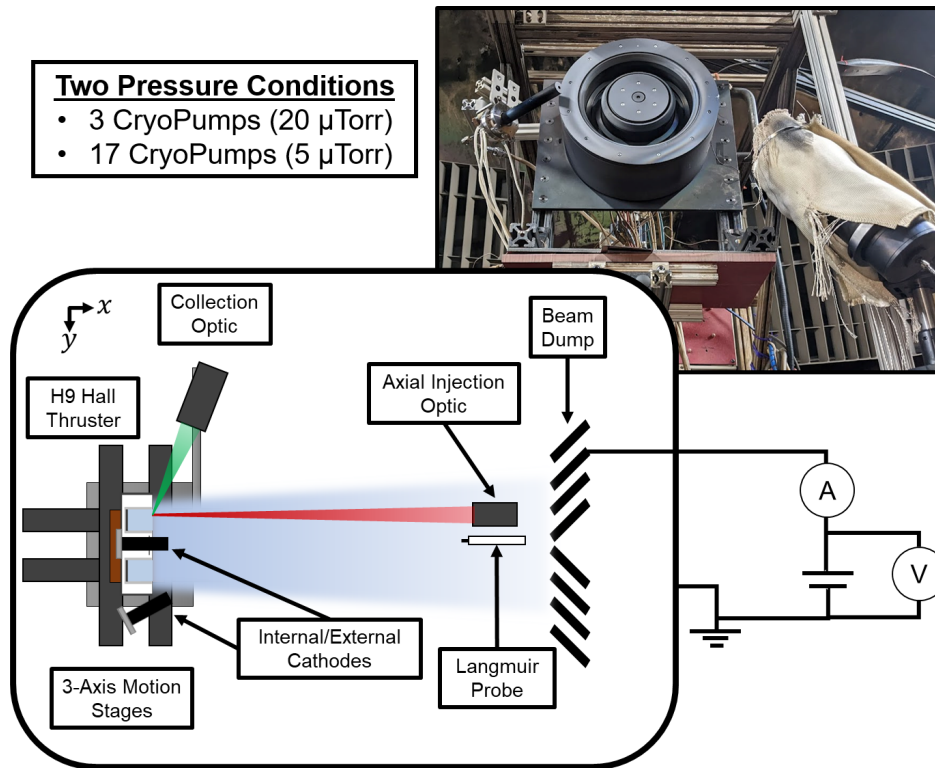 Two Pressure Conditions
• 3 CryoPumps (20 µTorr)
• 17 CryoPumps (5 µTorr)
x
y
Collection
Optic
Beam
Dump
H9 Hall
Thruster
Axial Injection
Optic
A
V
Internal/External
Cathodes
Langmuir
Probe
3-Axis Motion
Stages